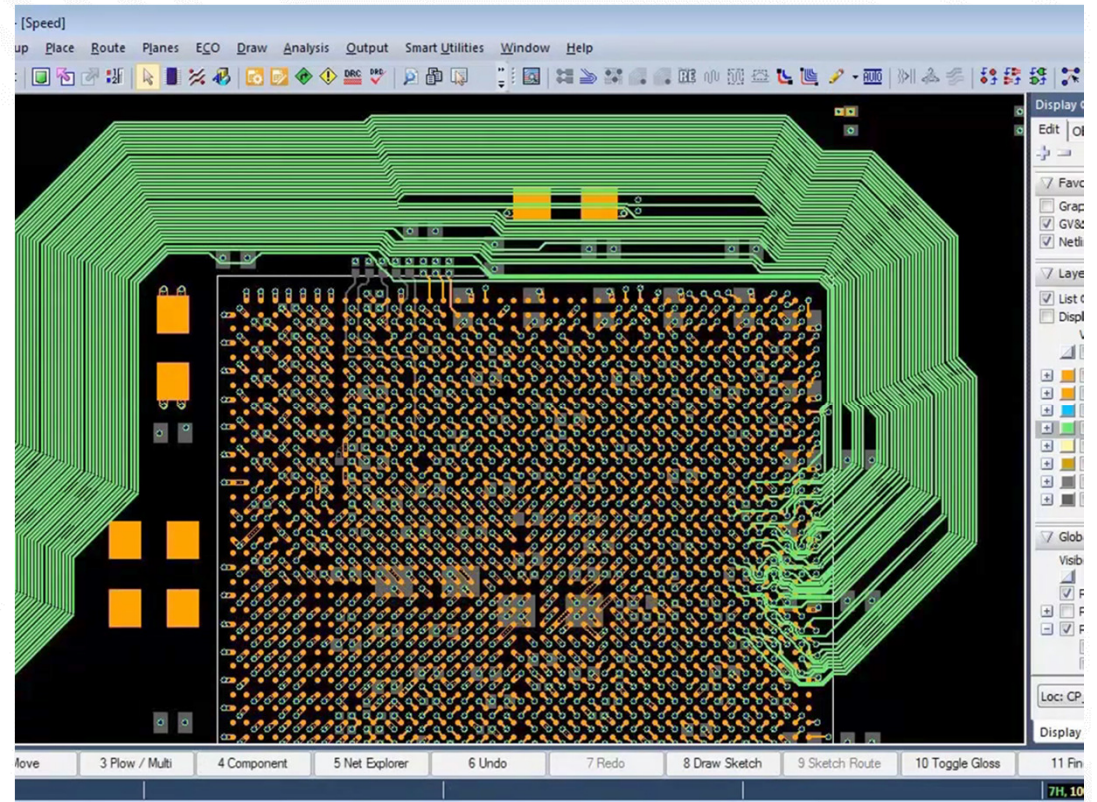 - [Speed]
up Place Route Planes ECO Draw Analysis Output Smart Utilities Window Help
DRC DRC AUTO
Display C
Edit
Favo
Grap
GV&
Netli
Laye
List C
Displ
Glob
Visib
Loc: CP_
Display
Move 3 Plow / Multi 4 Component 5 Net Explorer 6 Undo 7 Redo 8 Draw Sketch 9 Sketch Route 10 Toggle Gloss 11 Fin
7H, 10